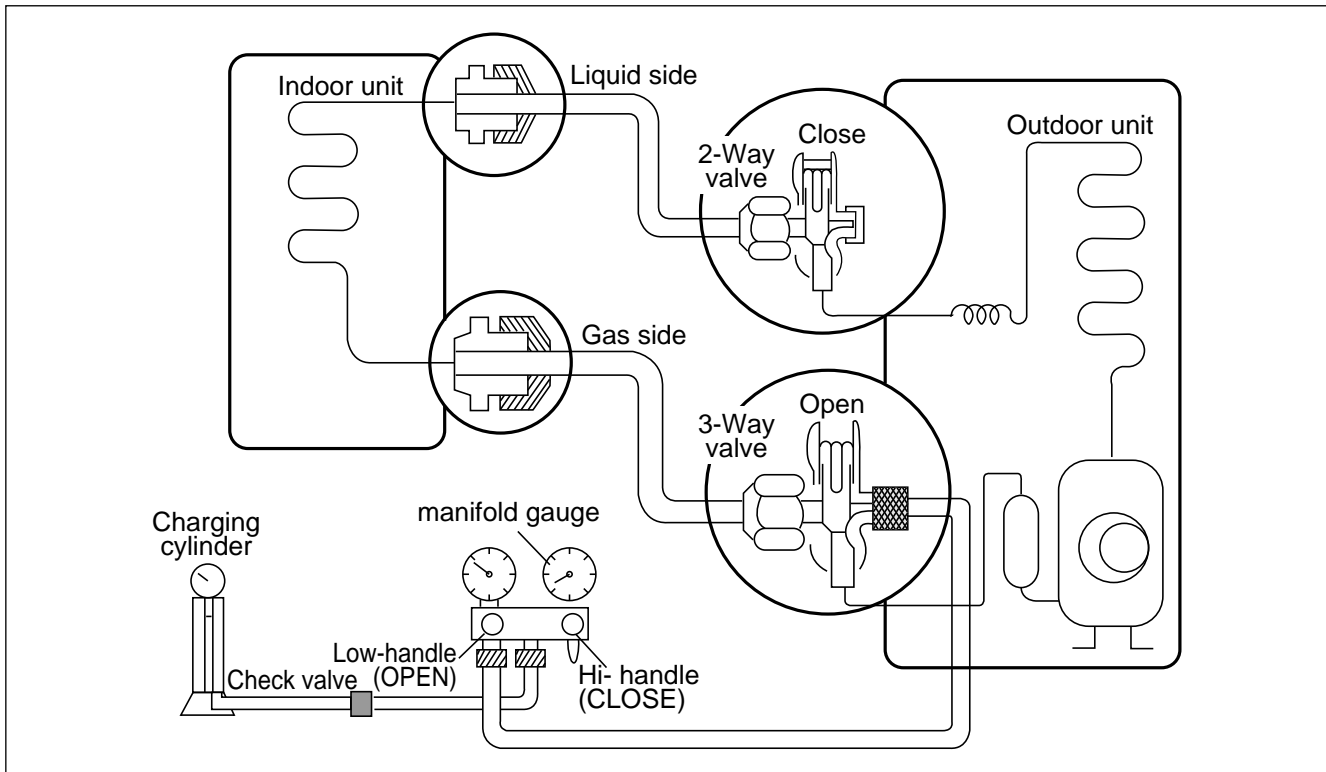 Indoor unit
Liquid side
2-Way
valve
Close
Outdoor unit
Gas side
3-Way
valve
Open
Charging
cylinder
manifold gauge
Low-handle
(OPEN)
Check valve
Hi- handle
(CLOSE)